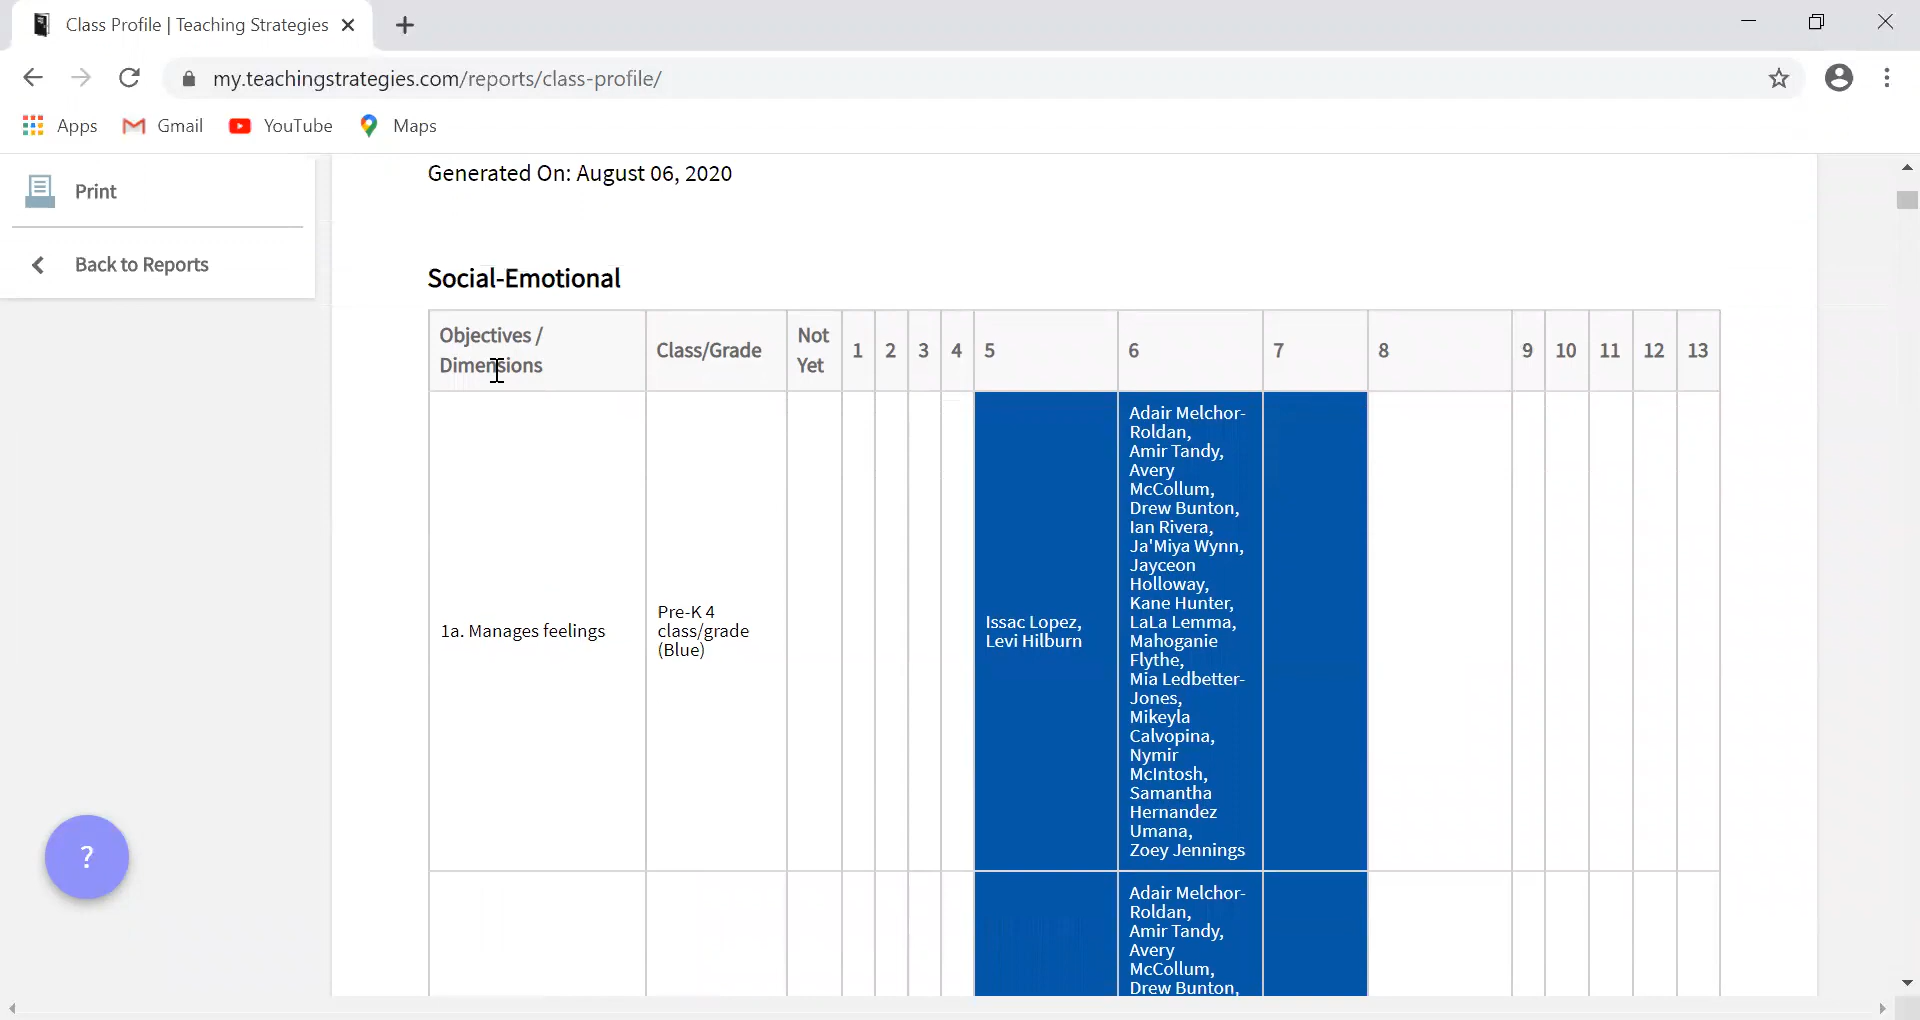 Class Profile | Teaching Strategies
my.teachingstrategies.com/reports/class-profile/
Apps
Gmail
YouTube
Maps
Print
Back to Reports
?
Generated On: August 06, 2020
Social-Emotional
Objectives /
Dimensions
Class/Grade
Not
Yet
1
2
3
4
5
6
7
8
9
10
11
12
13
1a. Manages feelings
Pre-K 4
class/grade
(Blue)
Issac Lopez,
Levi Hilburn
Adair Melchor-
Roldan,
Amir Tandy,
Avery
McCollum,
Drew Bunton,
Ian Rivera,
Ja'Miya Wynn,
Jayceon
Holloway,
Kane Hunter,
LaLa Lemma,
Mahoganie
Flythe,
Mia Ledbetter-
Jones,
Mikeyla
Calvopina,
Nymir
McIntosh,
Samantha
Hernandez
Umana,
Zoey Jennings
Adair Melchor-
Roldan,
Amir Tandy,
Avery
McCollum,
Drew Bunton,